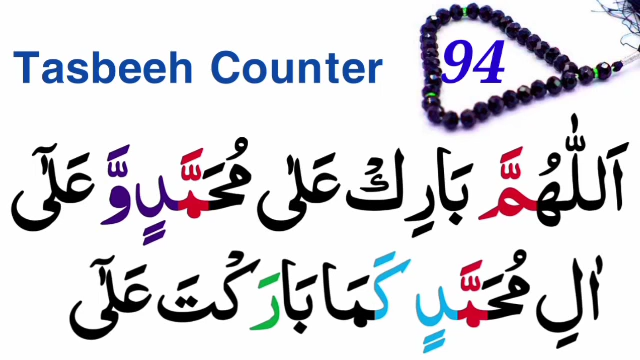 Tasbeeh Counter 94
اَللّٰهُمَّ بَارِكْ عَلٰى مُحَمَّدٍ وَّ عَلٰٓى
اٰلِ مُحَمَّدٍ كَمَا بَارَكْتَ عَلٰٓى